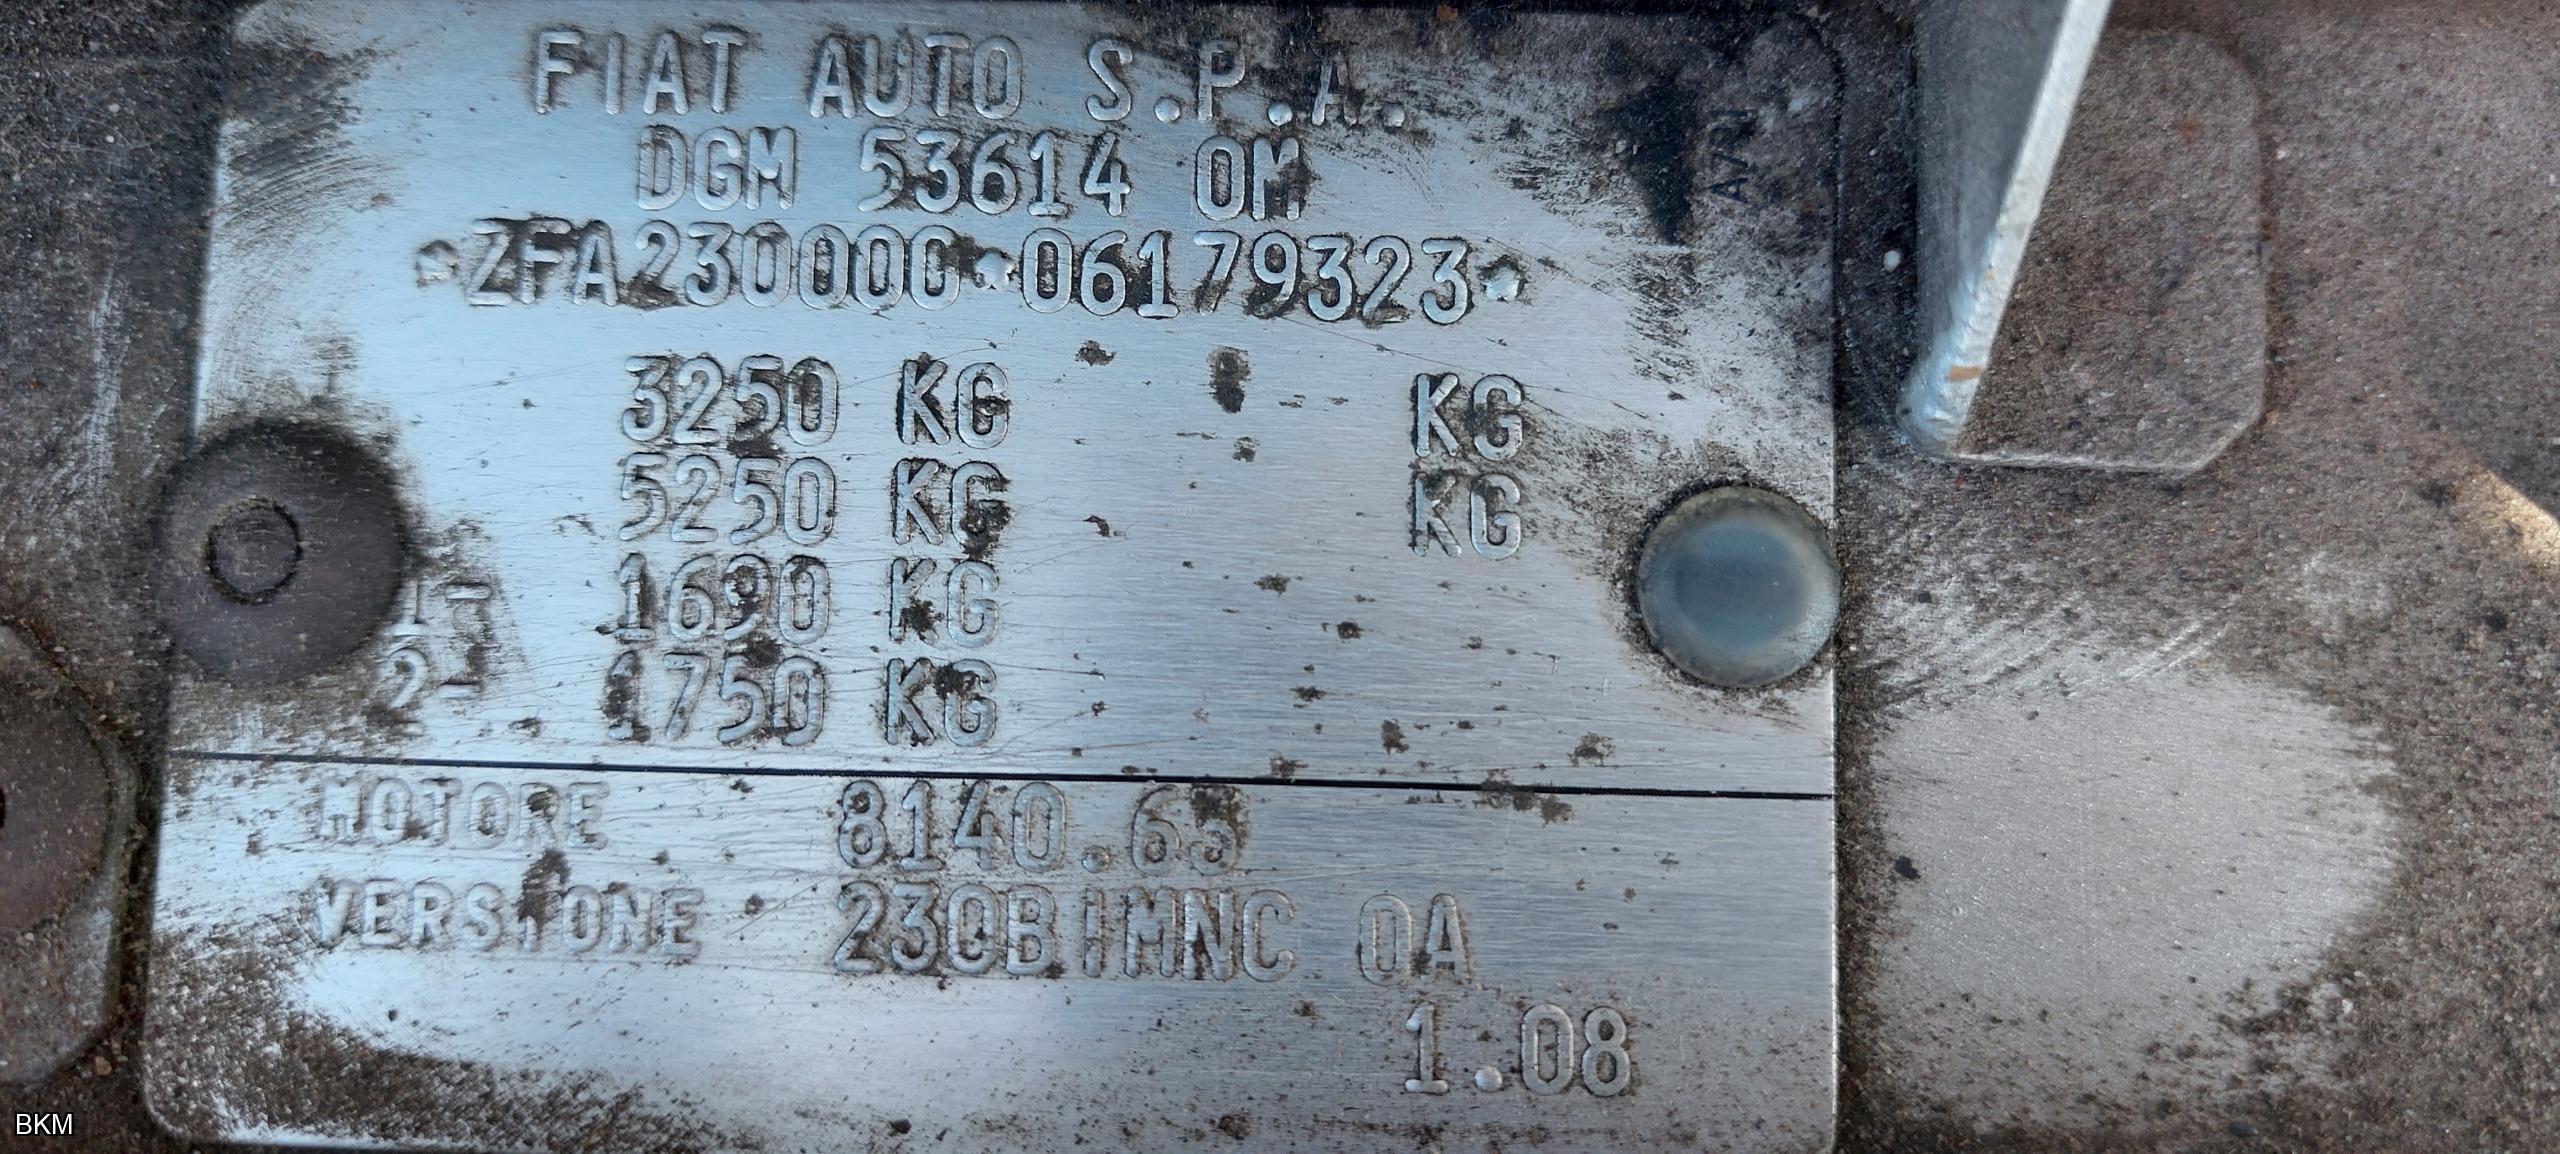 FIAT AUTO S.P.A.
DGM 53614 OM
*ZFA230000*06179323*
3250 KG KG
5250 KG KG
1- 1690 KG
2- 1750 KG
MOTORE 8140.63
VERSIONE 230B1MNC 0A
1.08
BKM